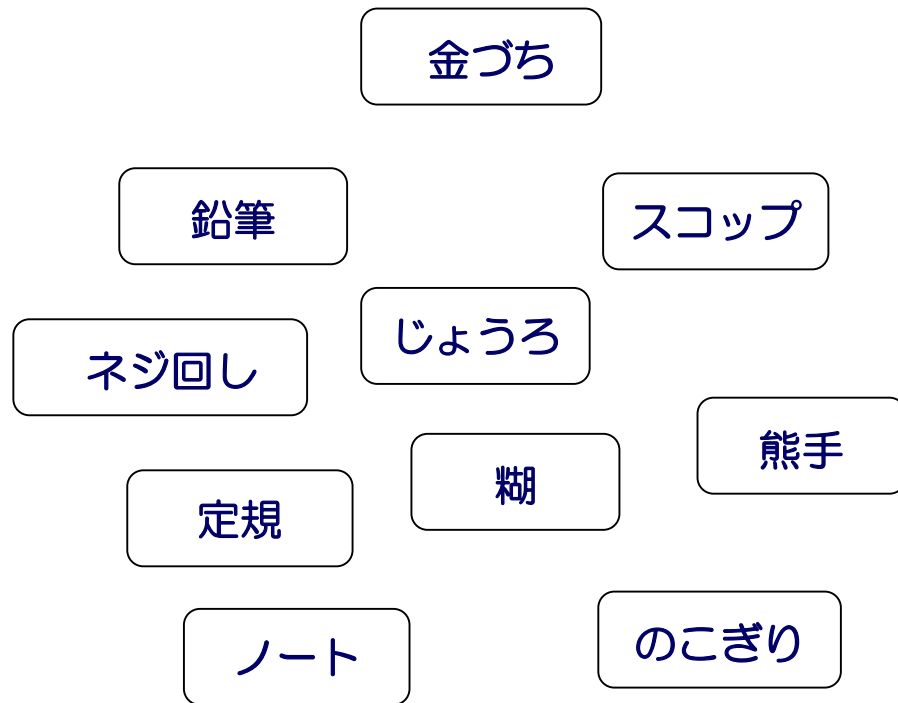 金づち
鉛筆
スコップ
じょうろ
ネジ回し
熊手
糊
定規
のこぎり
ノート